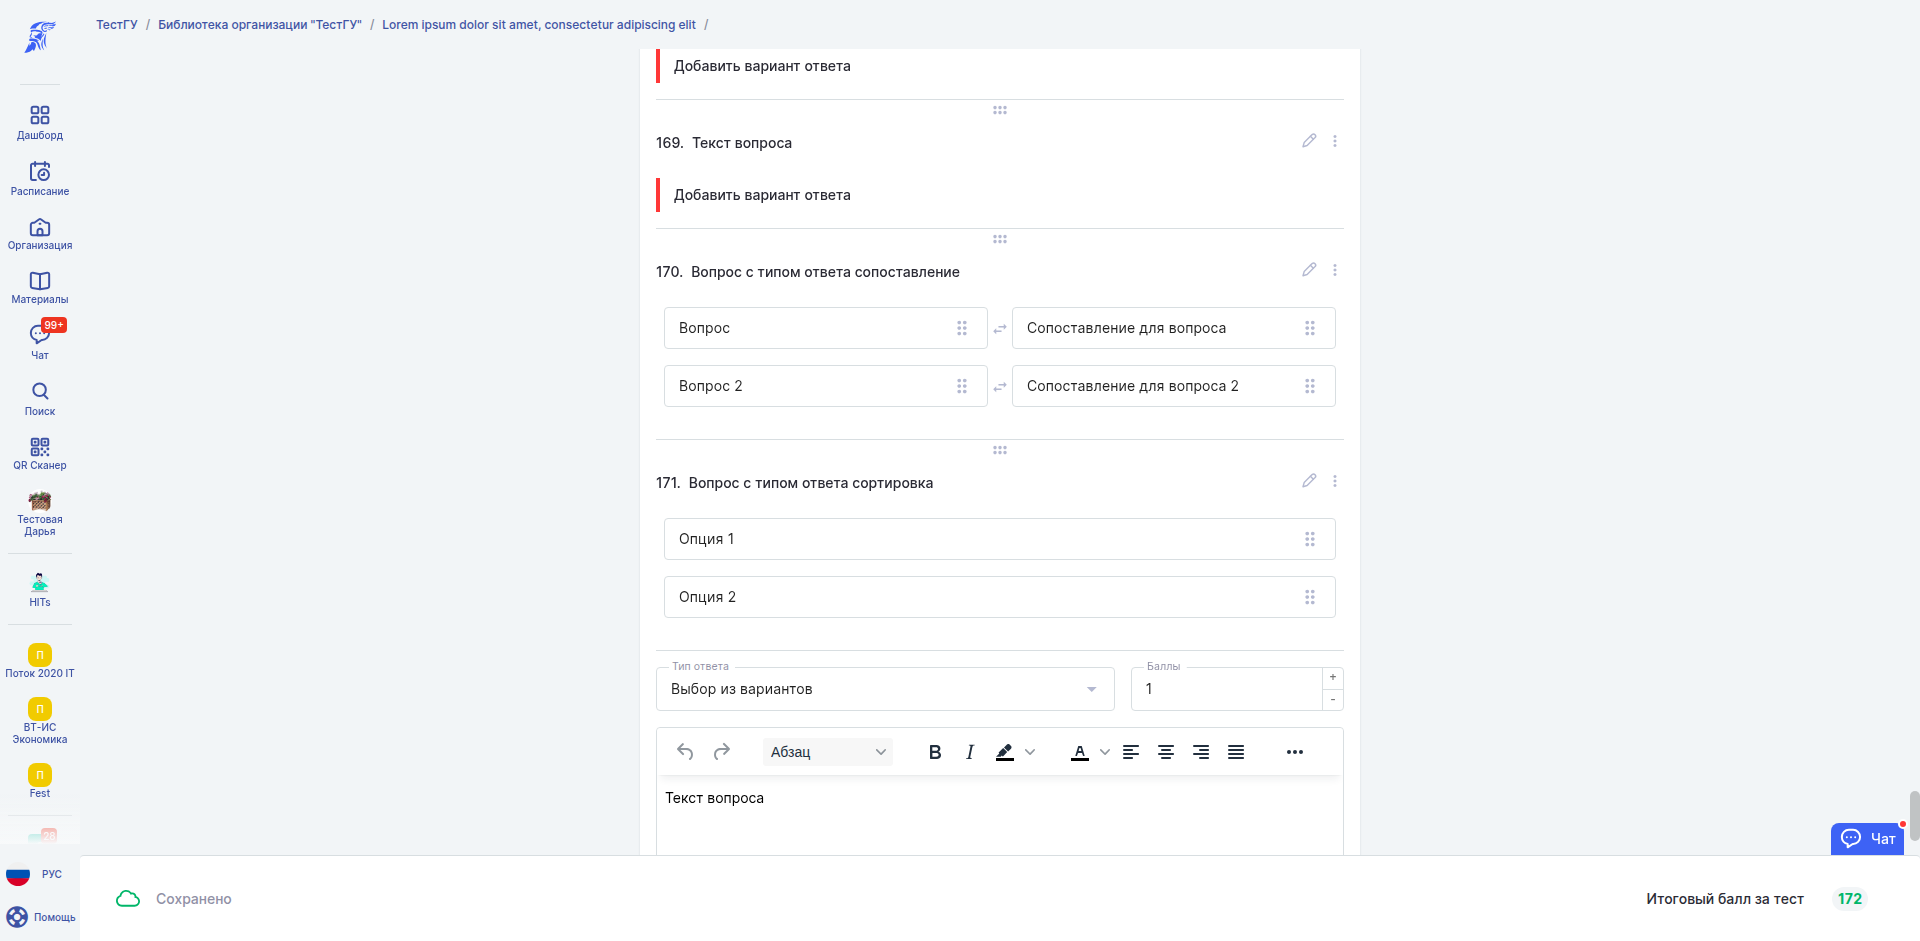 ТестГУ / Библиотека организации "ТестГУ" / Lorem ipsum dolor sit amet, consectetur adipiscing elit /
Дашборд
Расписание
Организация
Материалы
99+
Чат
Поиск
QR Сканер
Тестовая
Дарья
HITs
П
Поток 2020 IT
П
ВТ-ИС
Экономика
П
Fest
28
РУС
Помощь
Добавить вариант ответа
169. Текст вопроса
Добавить вариант ответа
170. Вопрос с типом ответа сопоставление
Вопрос
Сопоставление для вопроса
Вопрос 2
Сопоставление для вопроса 2
171. Вопрос с типом ответа сортировка
Опция 1
Опция 2
Тип ответа
Выбор из вариантов
Баллы
1
+
-
Абзац
B I A
Текст вопроса
Чат
Сохранено
Итоговый балл за тест 172